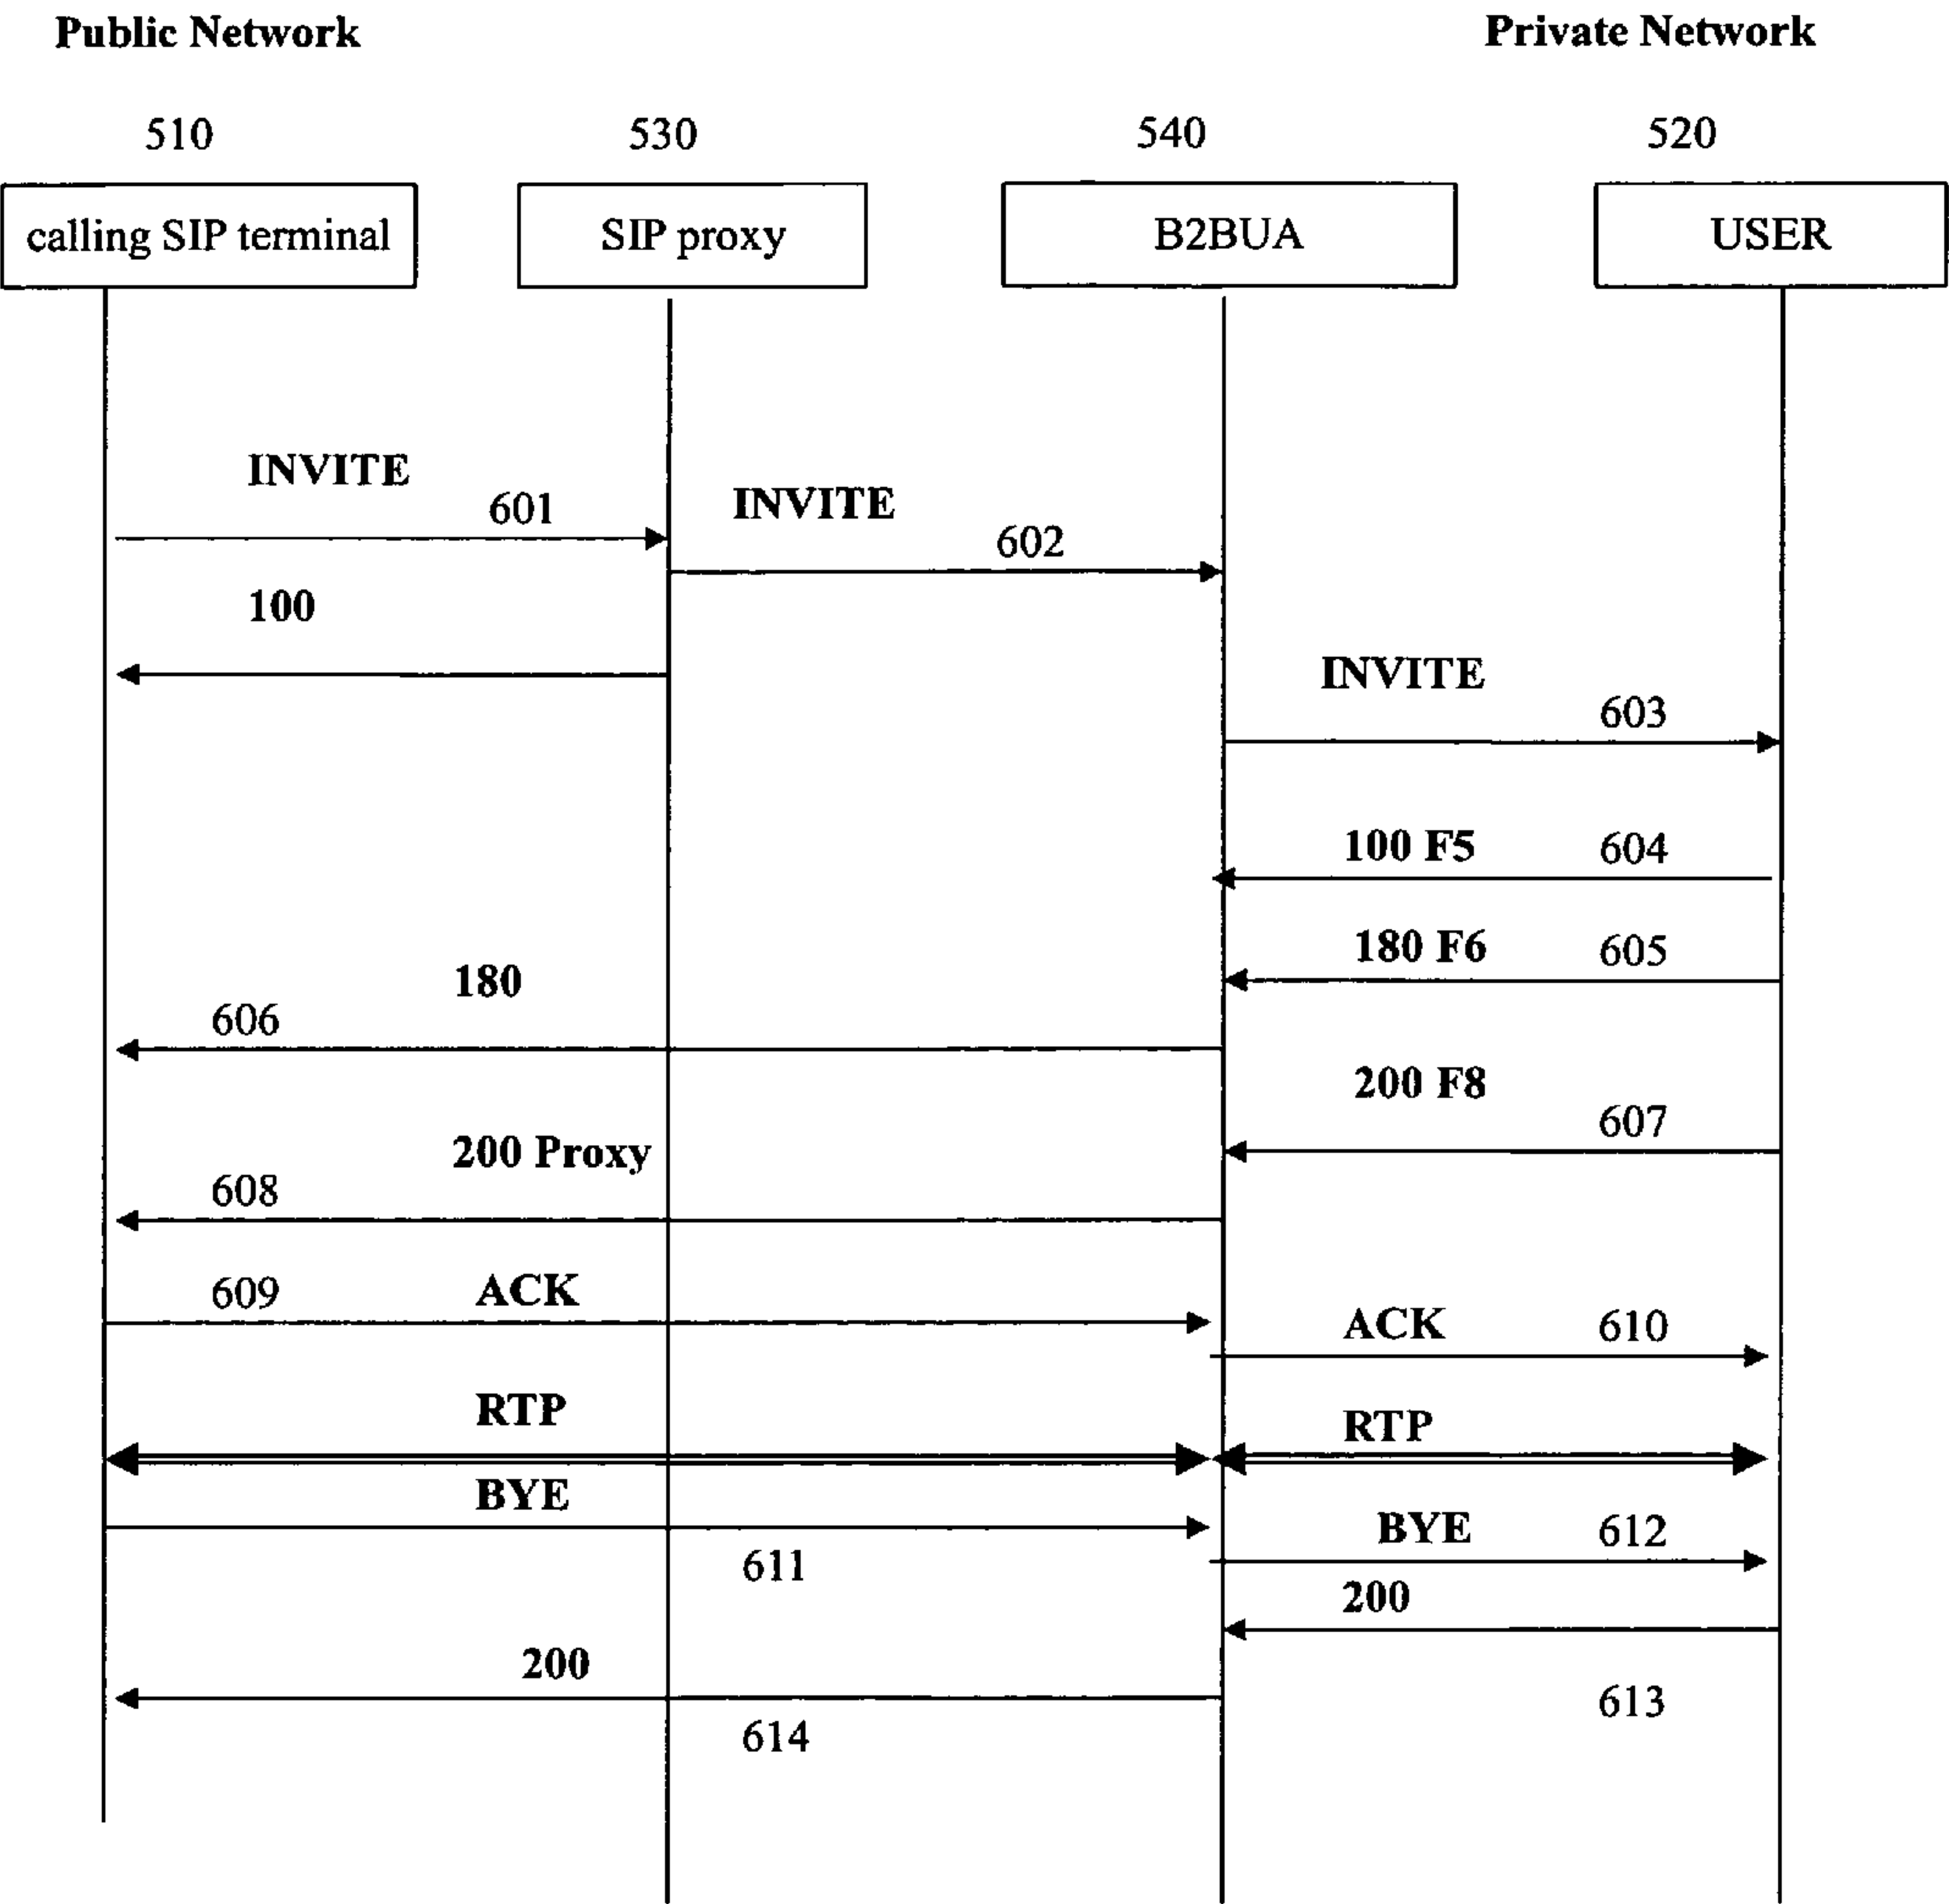 Public Network
Private Network
510
530
540
520
calling SIP terminal
SIP proxy
B2BUA
USER
INVITE
601
INVITE
602
100
INVITE
603
100 F5
604
180 F6
605
180
606
200 F8
607
200 Proxy
608
609
ACK
ACK
610
RTP
RTP
BYE
611
BYE
612
200
613
200
614